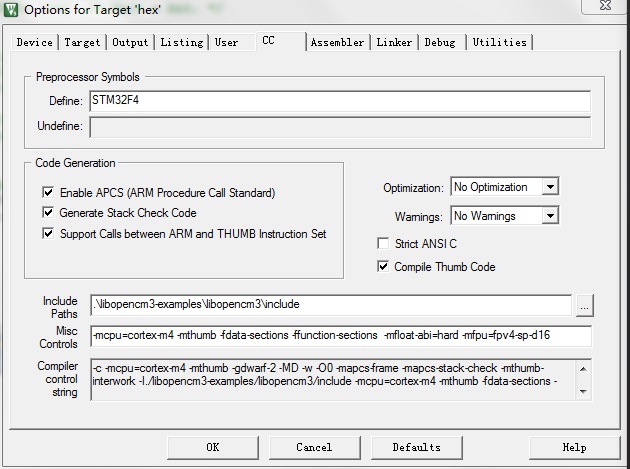 Options for Target 'hex'
Device Target Output Listing User CC Assembler Linker Debug Utilities
Preprocessor Symbols
Define: STM32F4
Undefine:
Code Generation
Enable APCS (ARM Procedure Call Standard)
Generate Stack Check Code
Support Calls between ARM and THUMB Instruction Set
Optimization: No Optimization
Warnings: No Warnings
Strict ANSI C
Compile Thumb Code
Include
Paths
.\libopencm3-examples\libopencm3\include
...
Misc
Controls
-mcpu=cortex-m4 -mthumb -fdata-sections -ffunction-sections -mfloat-abi=hard -mfpu=fpv4-sp-d16
Compiler
control
string
-c -mcpu=cortex-m4 -mthumb -gdwarf-2 -MD -w -O0 -mapcs-frame -mapcs-stack-check -mthumb-
interwork -I./libopencm3-examples/libopencm3/include -mcpu=cortex-m4 -mthumb -fdata-sections -
OK Cancel Defaults Help